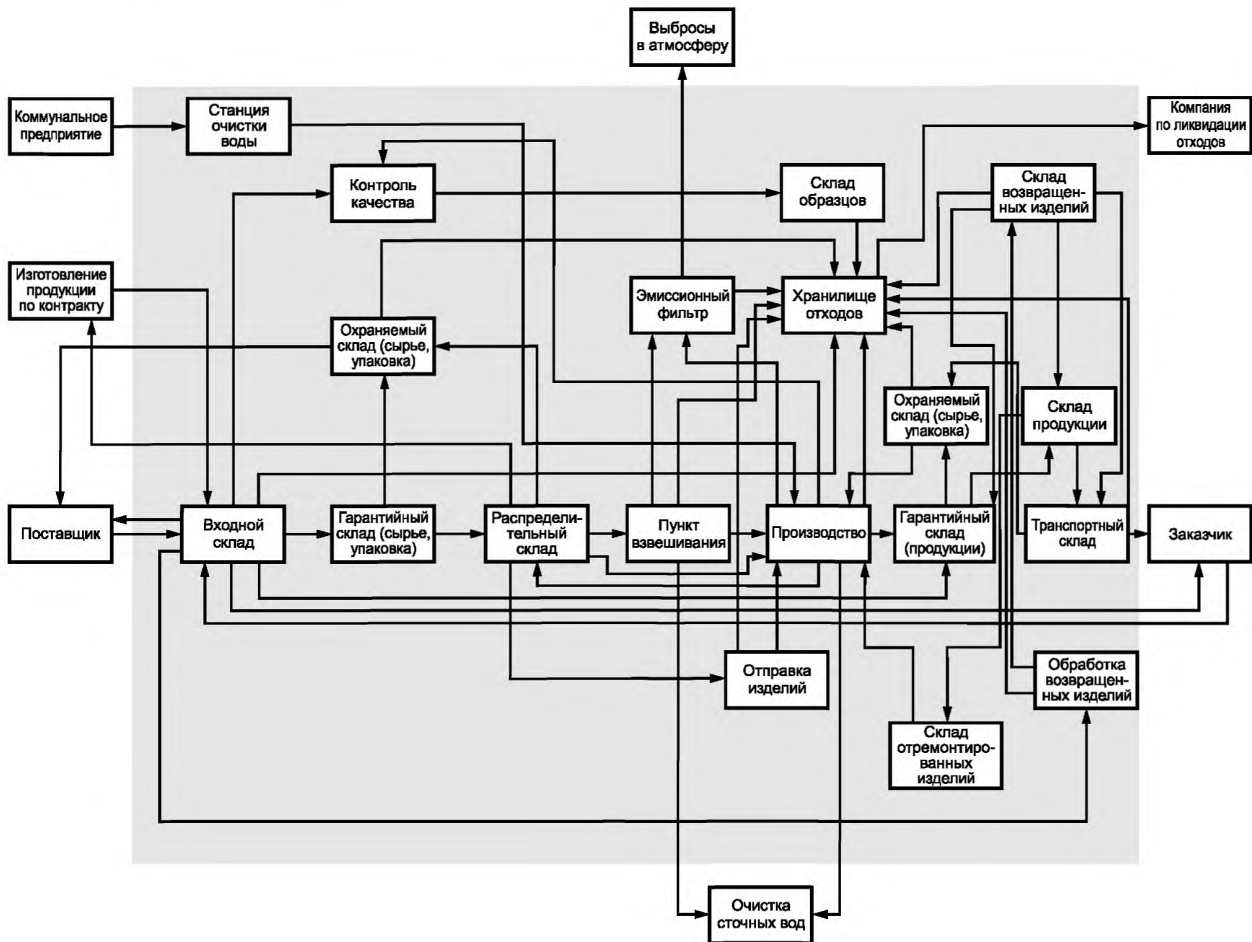 Выбросы
в атмосферу
Коммунальное
предприятие
Станция
очистки
воды
Компания
по ликвидации
отходов
Контроль
качества
Склад
образцов
Склад
возвращен-
ных изделий
Изготовление
продукции
по контракту
Эмиссионный
фильтр
Хранилище
отходов
Охраняемый
склад (сырье,
упаковка)
Охраняемый
склад (сырье,
упаковка)
Склад
продукции
Поставщик
Входной
склад
Гарантийный
склад (сырье,
упаковка)
Распредели-
тельный
склад
Пункт
взвешивания
Производство
Гарантийный
склад
(продукции)
Транспортный
склад
Заказчик
Отправка
изделий
Обработка
возвращен-
ных изделий
Склад
отремонтиро-
ванных
изделий
Очистка
сточных вод